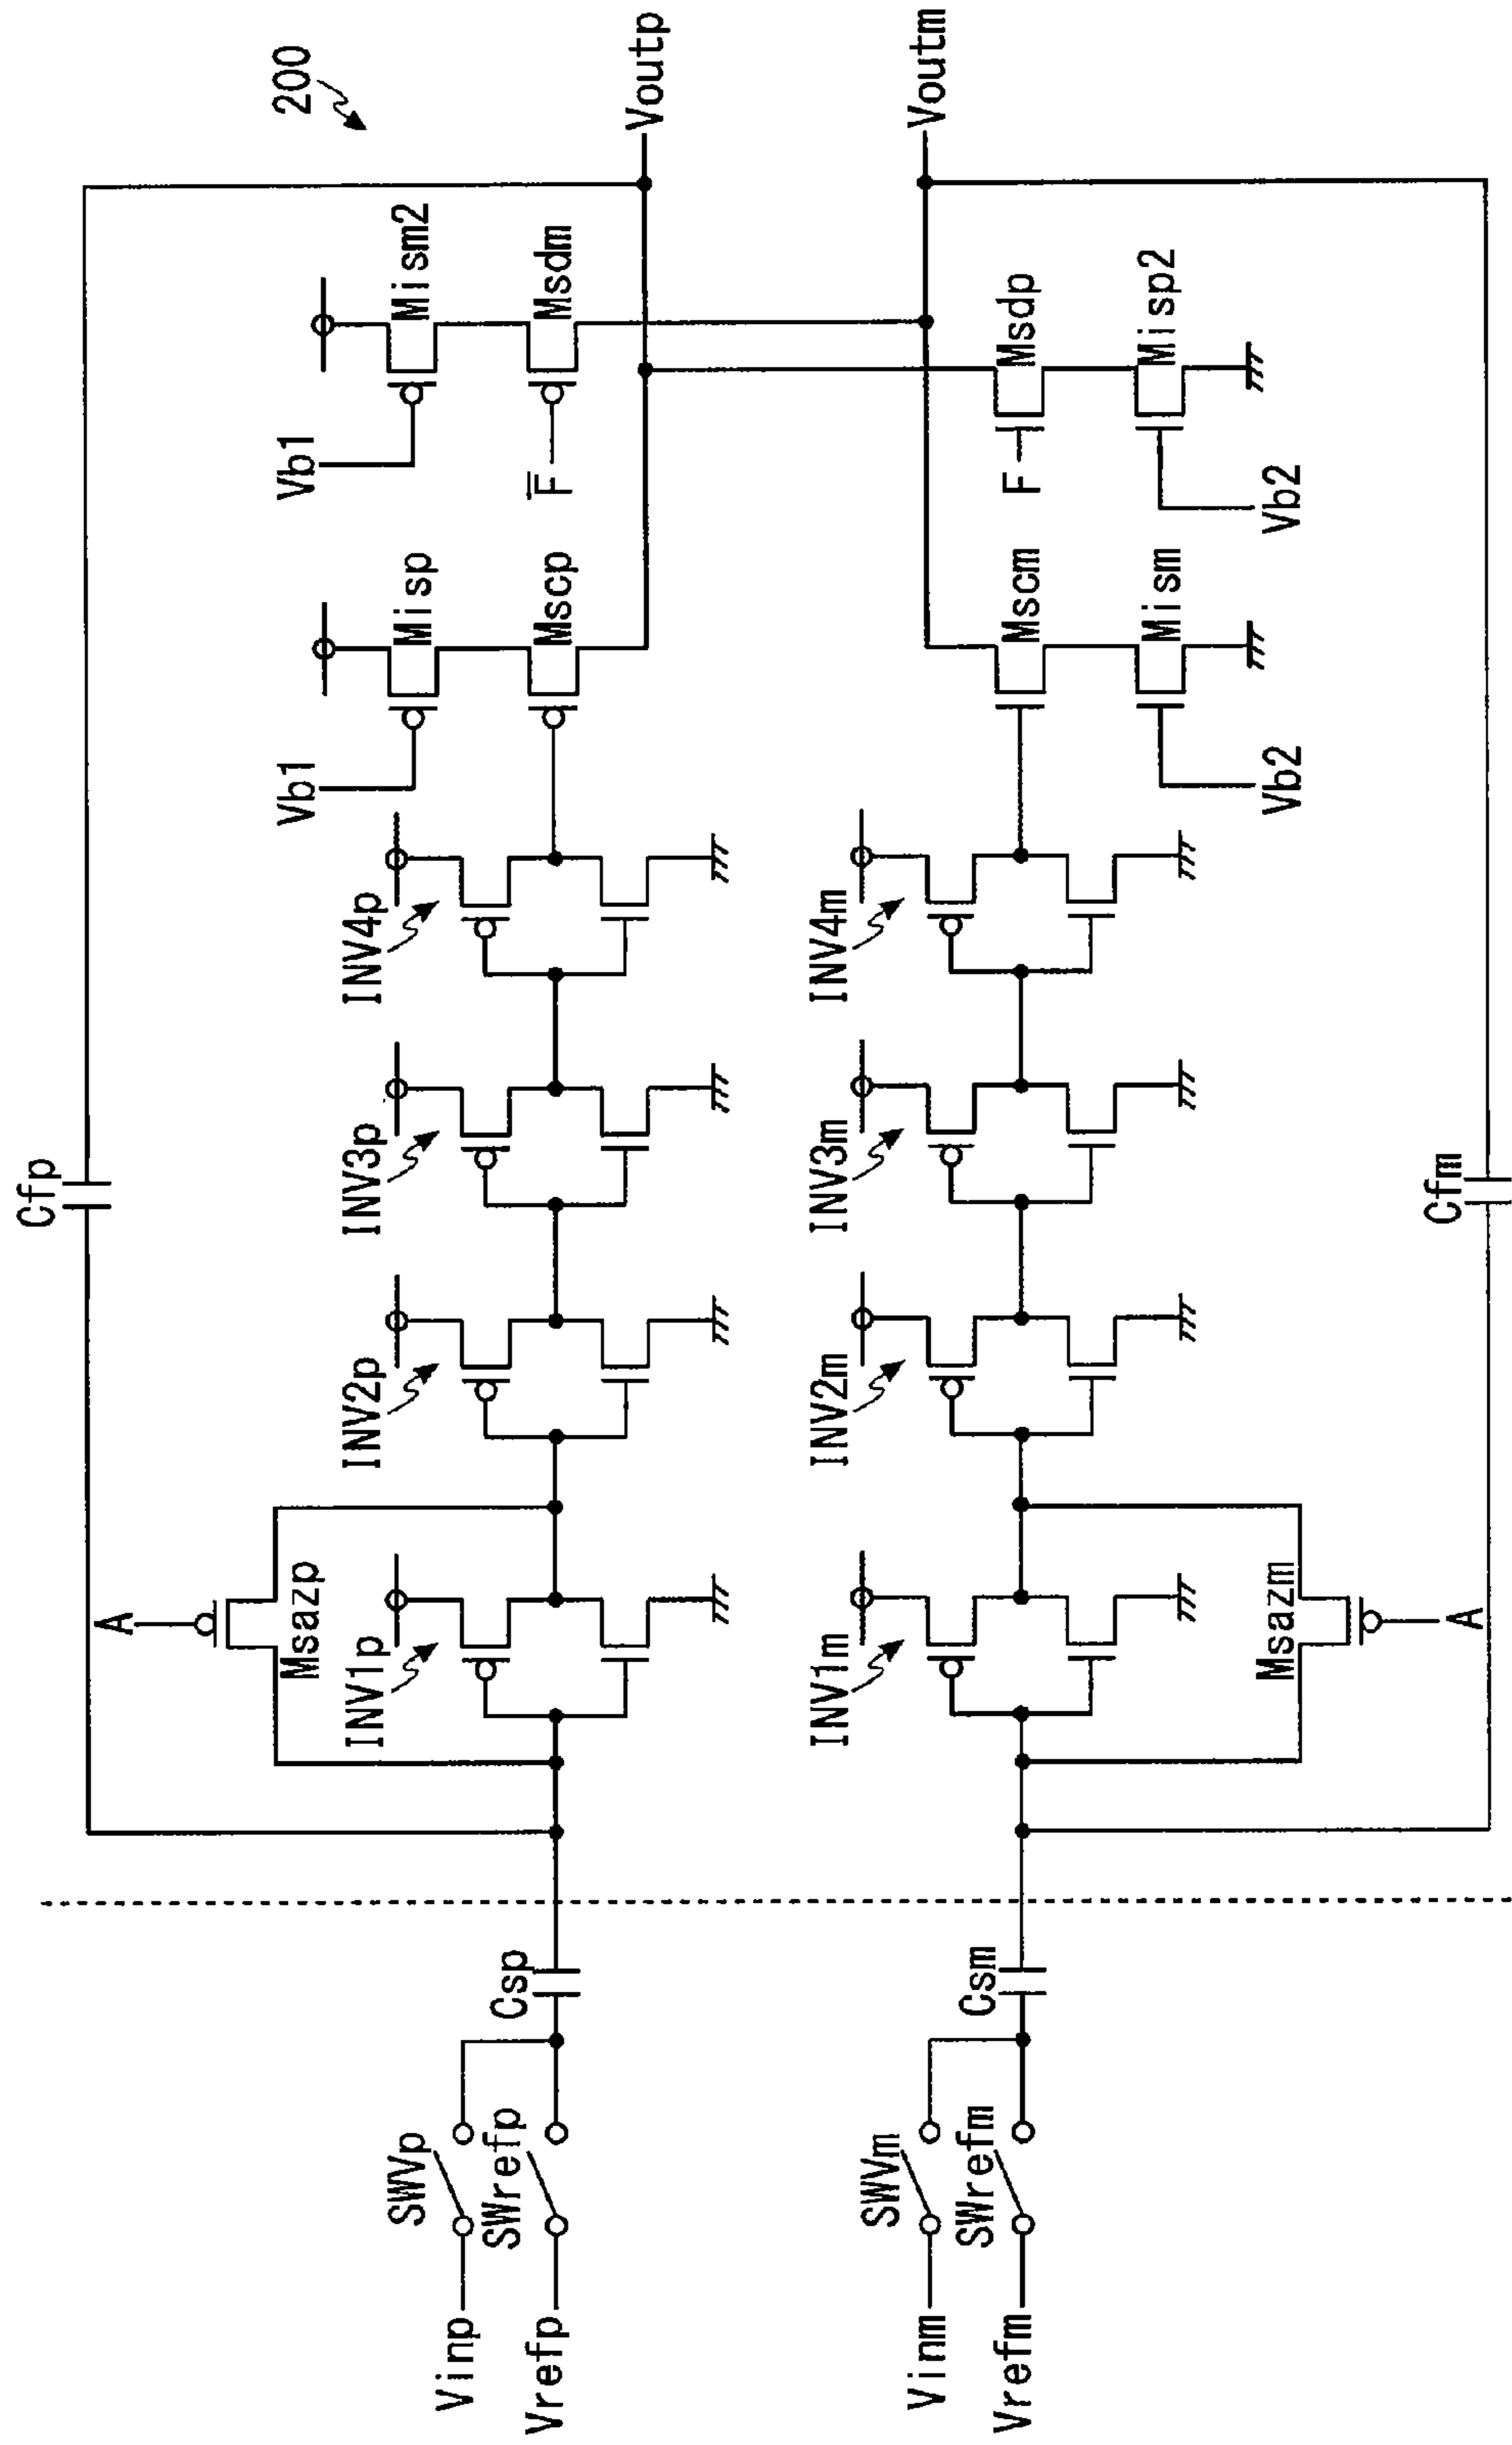 200
Cfp
Vb1
Misp
Mscp
Vb1
Mism2
Msdm
F
Voutp
A
Msazp
INV1p
INV2p
INV3p
INV4p
Vinp
SWVp
Vrefp
SWrefp
Csp
Voutm
Vinm
SWVm
Vrefm
SWrefm
Csm
INV1m
INV2m
INV3m
INV4m
Mscm
Mism
Vb2
F
Msdp
Misp2
Vb2
Msazm
A
Cfm